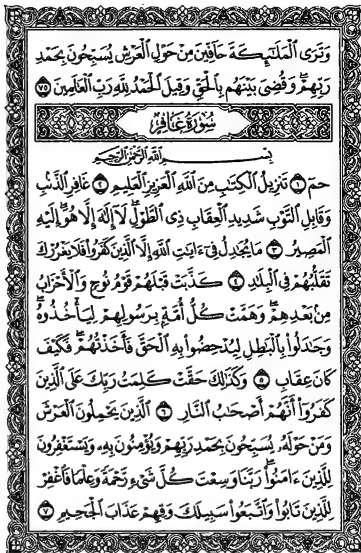 وَتَرَى ٱلْمَلَٰٓئِكَةَ حَآفِّينَ مِنْ حَوْلِ ٱلْعَرْشِ يُسَبِّحُونَ بِحَمْدِ
رَبِّهِمْ ۖ وَقُضِىَ بَيْنَهُم بِٱلْحَقِّ وَقِيلَ ٱلْحَمْدُ لِلَّهِ رَبِّ ٱلْعَٰلَمِينَ ٧٥
سُورَةُ غَافِرٍ
بِسْمِ ٱللَّهِ ٱلرَّحْمَٰنِ ٱلرَّحِيمِ
حمٓ ١ تَنزِيلُ ٱلْكِتَٰبِ مِنَ ٱللَّهِ ٱلْعَزِيزِ ٱلْعَلِيمِ ٢ غَافِرِ ٱلذَّنۢبِ
وَقَابِلِ ٱلتَّوْبِ شَدِيدِ ٱلْعِقَابِ ذِى ٱلطَّوْلِ ۖ لَآ إِلَٰهَ إِلَّا هُوَ ۖ إِلَيْهِ
ٱلْمَصِيرُ ٣ مَا يُجَٰدِلُ فِىٓ ءَايَٰتِ ٱللَّهِ إِلَّا ٱلَّذِينَ كَفَرُوا۟ فَلَا يَغْرُرْكَ
تَقَلُّبُهُمْ فِى ٱلْبِلَٰدِ ٤ كَذَّبَتْ قَبْلَهُمْ قَوْمُ نُوحٍ وَٱلْأَحْزَابُ
مِنۢ بَعْدِهِمْ ۖ وَهَمَّتْ كُلُّ أُمَّةٍۭ بِرَسُولِهِمْ لِيَأْخُذُوهُ ۖ
وَجَٰدَلُوا۟ بِٱلْبَٰطِلِ لِيُدْحِضُوا۟ بِهِ ٱلْحَقَّ فَأَخَذْتُهُمْ ۖ فَكَيْفَ
كَانَ عِقَابِ ٥ وَكَذَٰلِكَ حَقَّتْ كَلِمَتُ رَبِّكَ عَلَى ٱلَّذِينَ
كَفَرُوٓا۟ أَنَّهُمْ أَصْحَٰبُ ٱلنَّارِ ٦ ٱلَّذِينَ يَحْمِلُونَ ٱلْعَرْشَ
وَمَنْ حَوْلَهُۥ يُسَبِّحُونَ بِحَمْدِ رَبِّهِمْ وَيُؤْمِنُونَ بِهِۦ وَيَسْتَغْفِرُونَ
لِلَّذِينَ ءَامَنُوا۟ رَبَّنَا وَسِعْتَ كُلَّ شَىْءٍ رَّحْمَةً وَعِلْمًا فَٱغْفِرْ
لِلَّذِينَ تَابُوا۟ وَٱتَّبَعُوا۟ سَبِيلَكَ وَقِهِمْ عَذَابَ ٱلْجَحِيمِ ٧